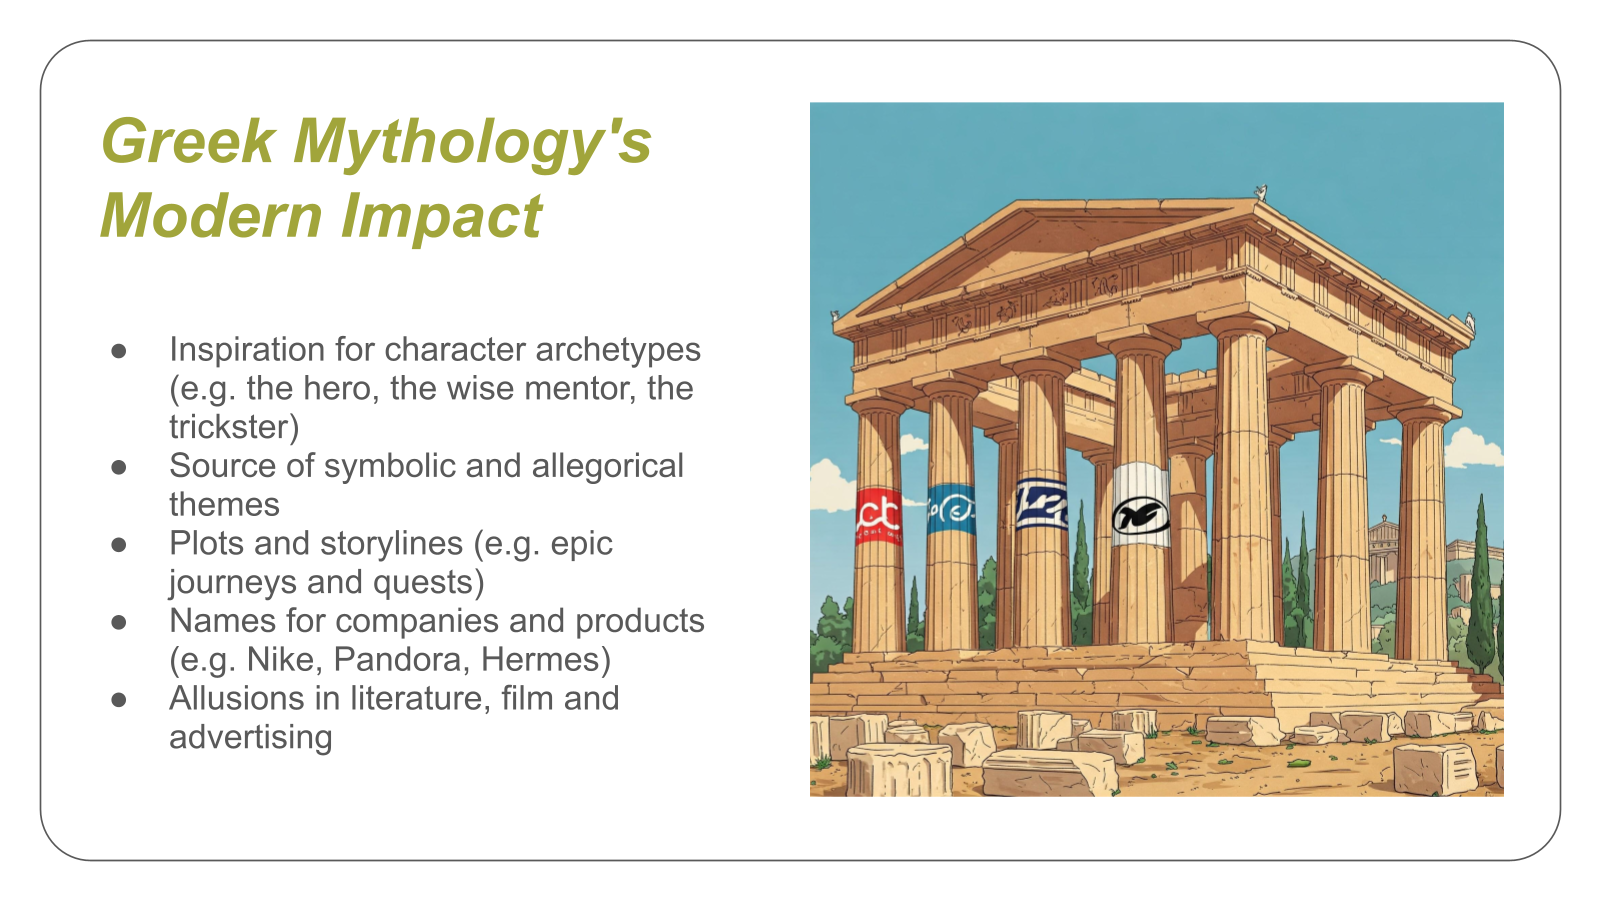 Greek Mythology's
Modern Impact
● Inspiration for character archetypes
(e.g. the hero, the wise mentor, the
trickster)
● Source of symbolic and allegorical
themes
● Plots and storylines (e.g. epic
journeys and quests)
● Names for companies and products
(e.g. Nike, Pandora, Hermes)
● Allusions in literature, film and
advertising